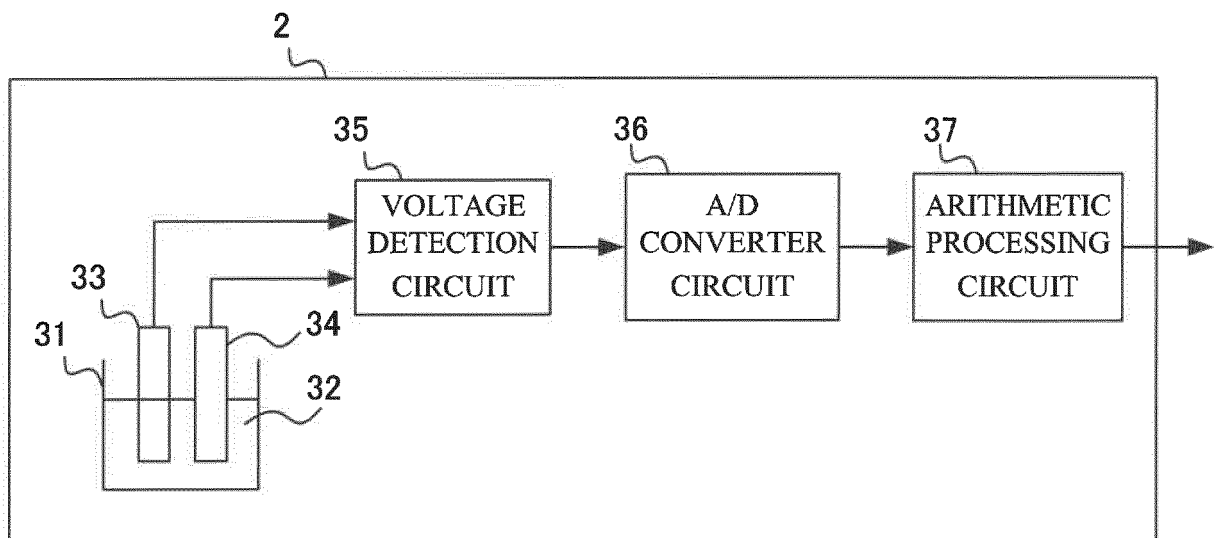 2
35
36
37
VOLTAGE
DETECTION
CIRCUIT
A/D
CONVERTER
CIRCUIT
ARITHMETIC
PROCESSING
CIRCUIT
33
34
31
32